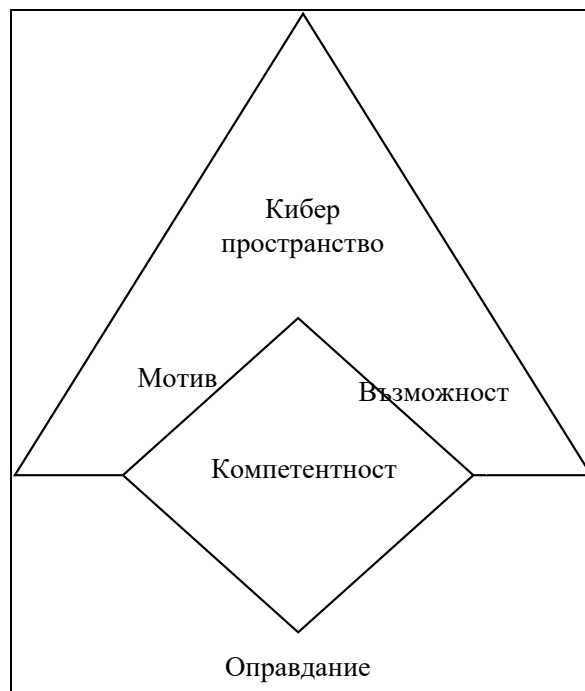 Кибер
пространство
Мотив
Възможност
Компетентност
Оправдание